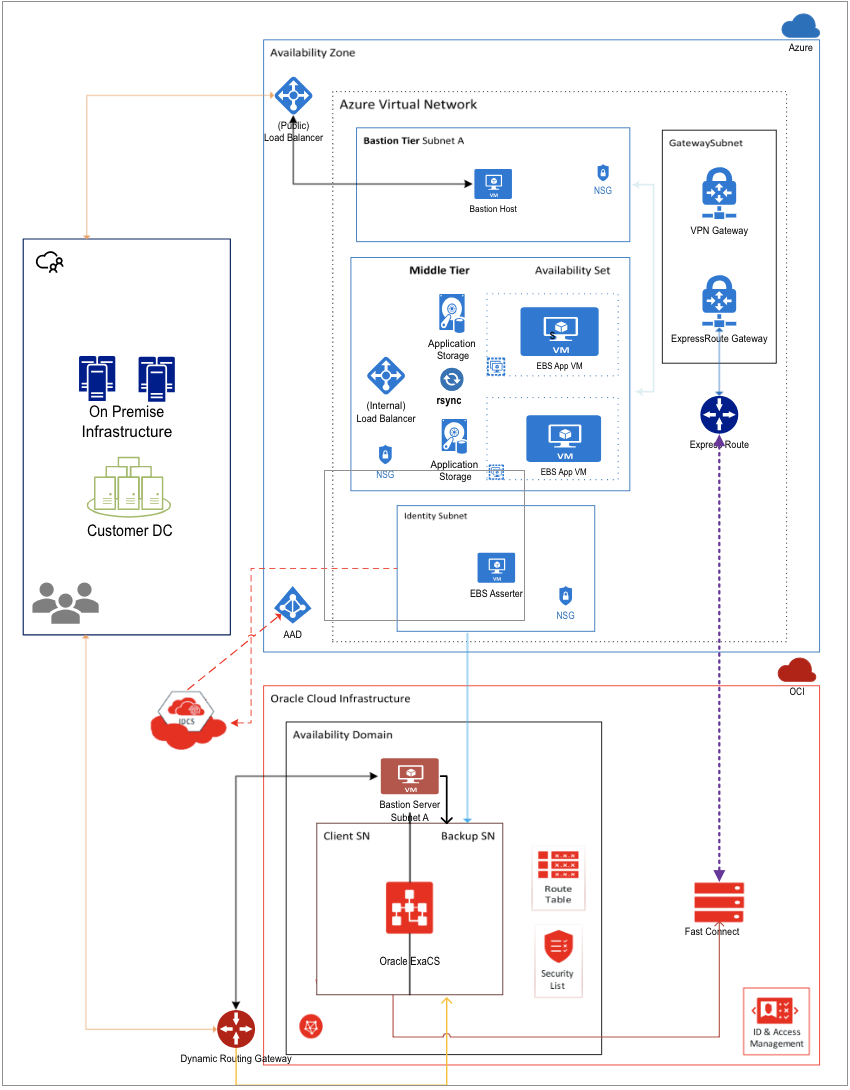 Azure
Availability Zone
(Public)
Load Balancer
Azure Virtual Network
Bastion Tier Subnet A
VM
Bastion Host
NSG
GatewaySubnet
VPN Gateway
ExpressRoute Gateway
Middle Tier
Availability Set
Application
Storage
S
VM
EBS App VM
(Internal)
Load Balancer
rsync
Application
Storage
VM
EBS App VM
NSG
Express Route
On Premise
Infrastructure
Customer DC
Identity Subnet
VM
EBS Asserter
NSG
AAD
IDCS
OCI
Oracle Cloud Infrastructure
Availability Domain
VM
Bastion Server
Subnet A
Client SN
Backup SN
Oracle ExaCS
Route
Table
Security
List
Fast Connect
ID & Access
Management
Dynamic Routing Gateway